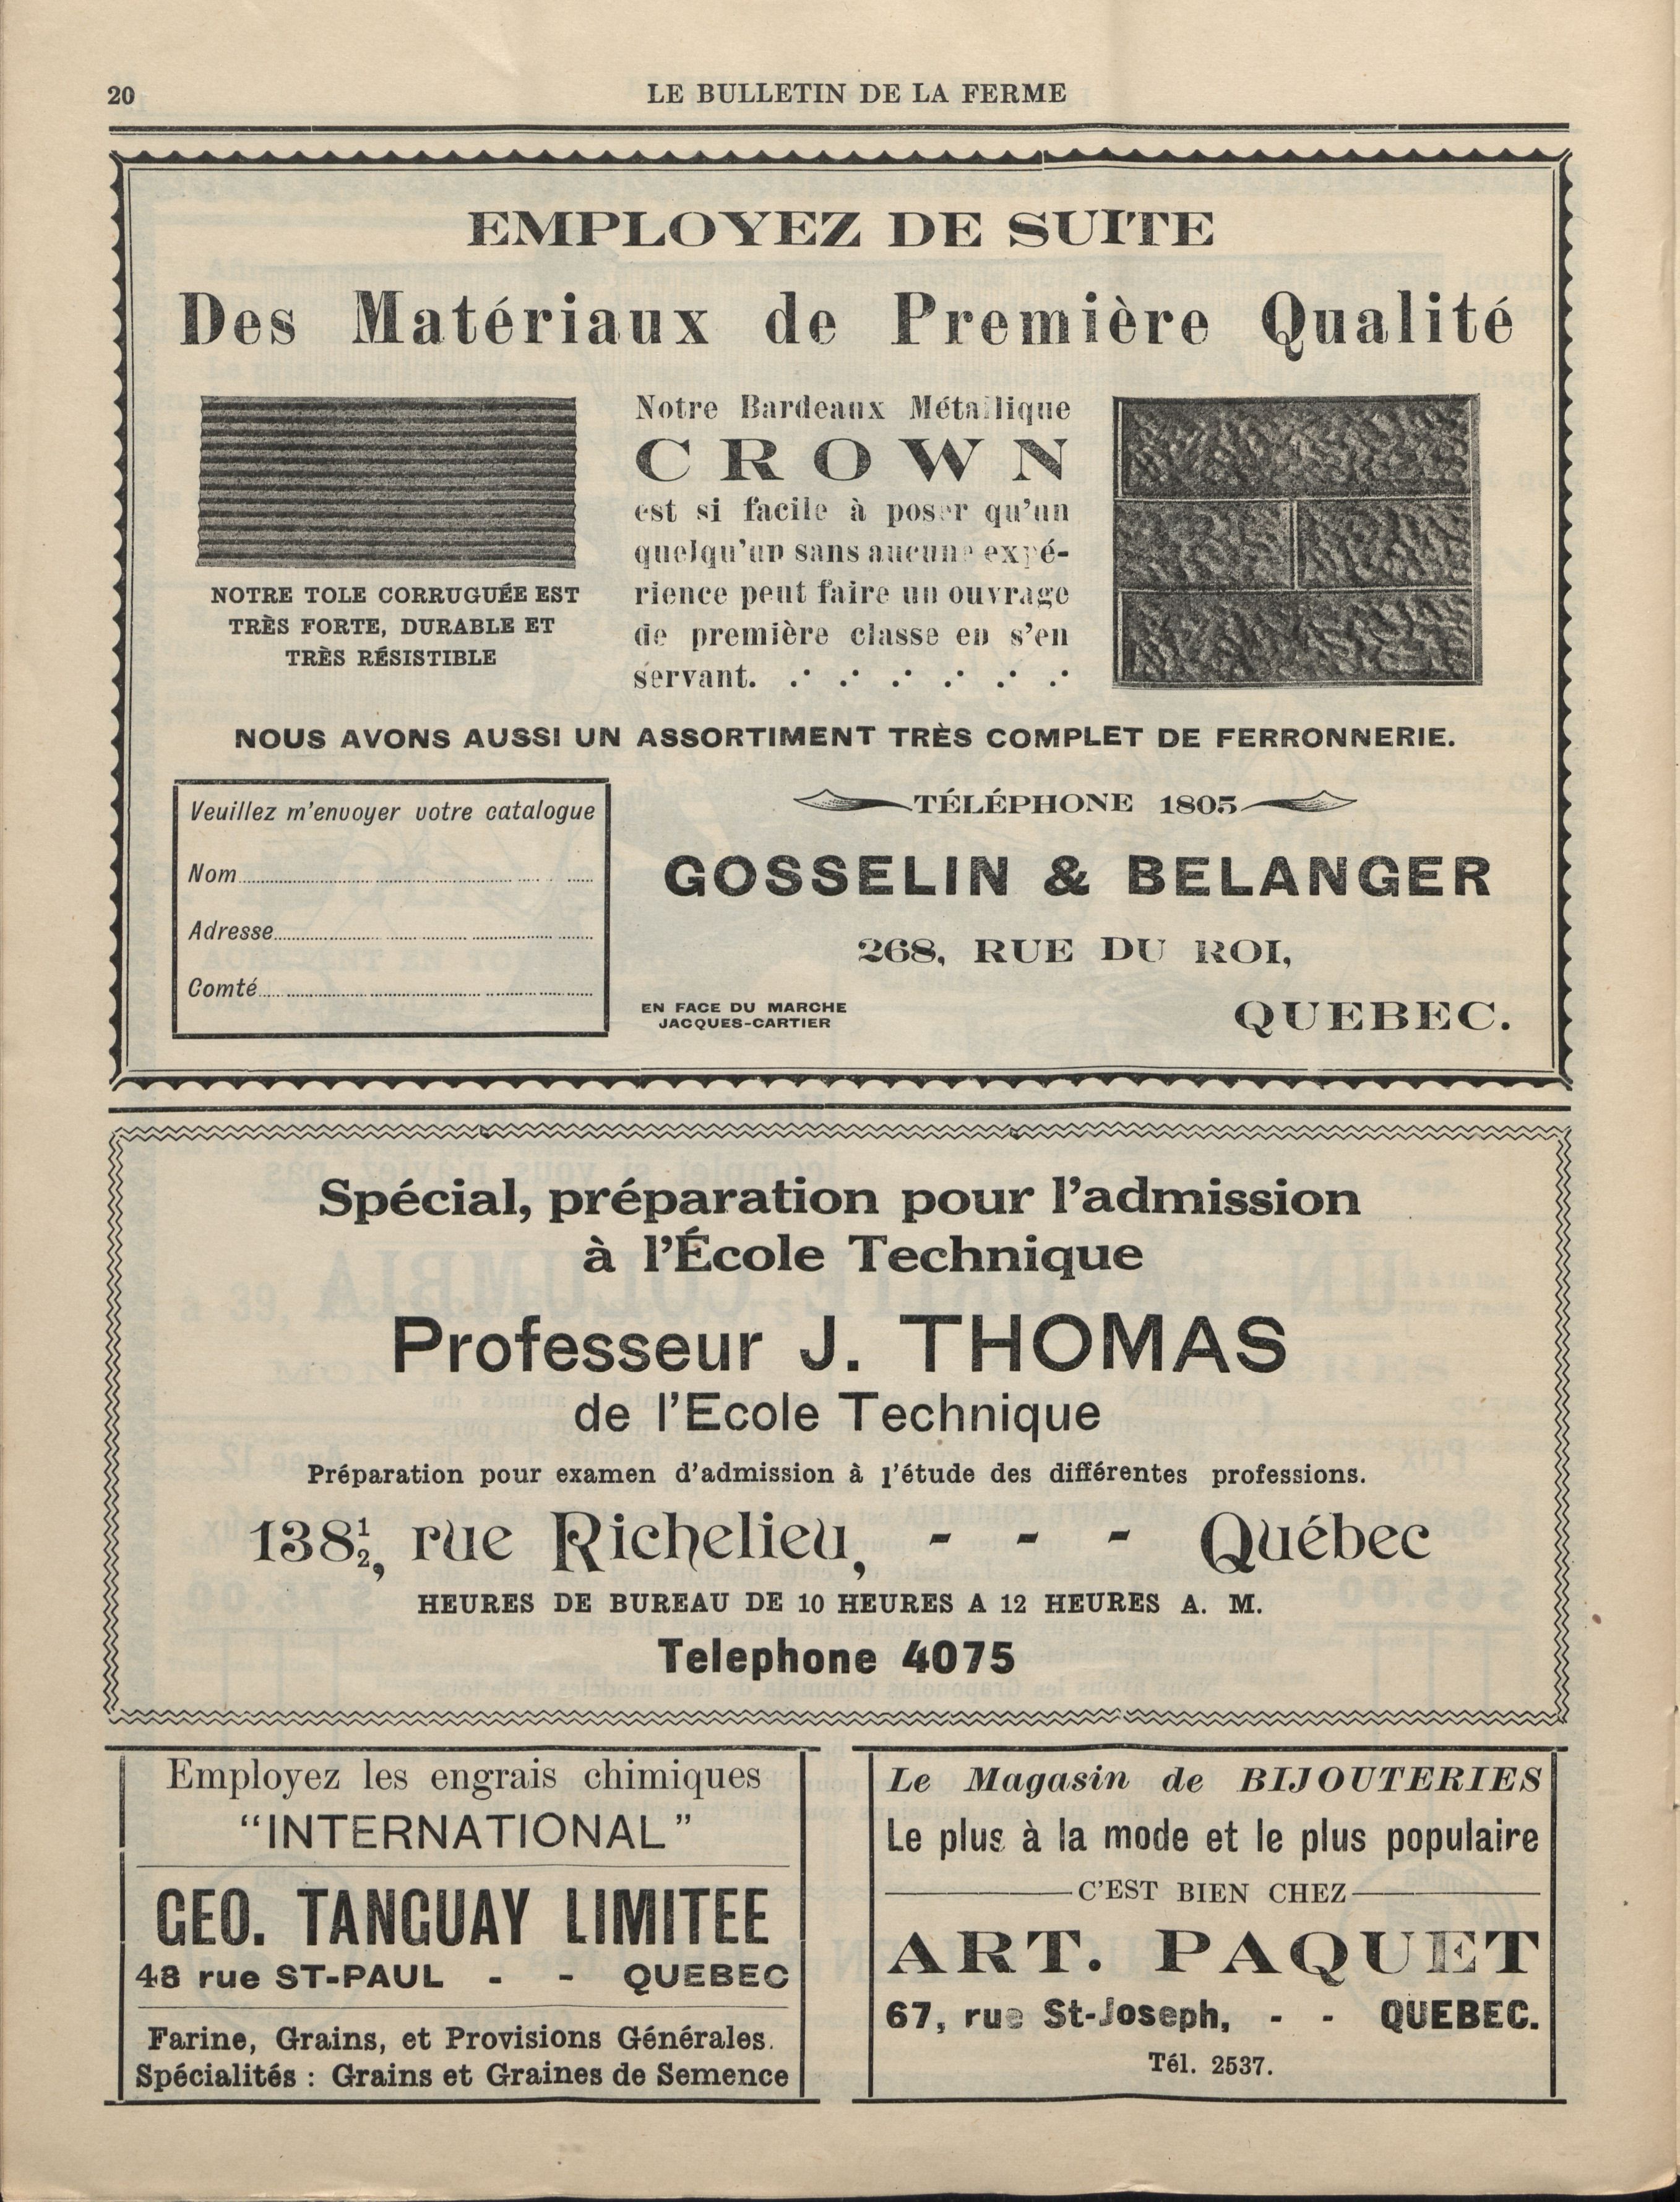 20
LE BULLETIN DE LA FERME
EMPLOYEZ DE SUITE
Des Matériaux de Première Qualité
NOTRE TOLE CORRUGUÉE EST
TRÈS FORTE, DURABLE ET
TRÈS RÉSISTIBLE
Notre Bardeaux Métallique
CROWN
est si facile à poser qu'un
quelqu'un sans aucune expé-
rience peut faire un ouvrage
de première classe en s'en
servant.
NOUS AVONS AUSSI UN ASSORTIMENT TRÈS COMPLET DE FERRONNERIE.
Veuillez m'envoyer votre catalogue
Nom
Adresse
Comté
TÉLÉPHONE 1805
GOSSELIN & BELANGER
268, RUE DU ROI,
EN FACE DU MARCHE
JACQUES-CARTIER
QUEBEC.
Spécial, préparation pour l'admission
à l'École Technique
Professeur J. THOMAS
de l'Ecole Technique
Préparation pour examen d'admission à l'étude des différentes professions.
138½, rue Richelieu, - - - Québec
HEURES DE BUREAU DE 10 HEURES A 12 HEURES A. M.
Telephone 4075
Employez les engrais chimiques
"INTERNATIONAL"
GEO. TANGUAY LIMITEE
48 rue ST-PAUL - - QUEBEC
Farine, Grains, et Provisions Générales.
Spécialités : Grains et Graines de Semence
Le Magasin de BIJOUTERIES
Le plus à la mode et le plus populaire
C'EST BIEN CHEZ
ART. PAQUET
67, rue St-Joseph, - - QUEBEC.
Tél. 2537.